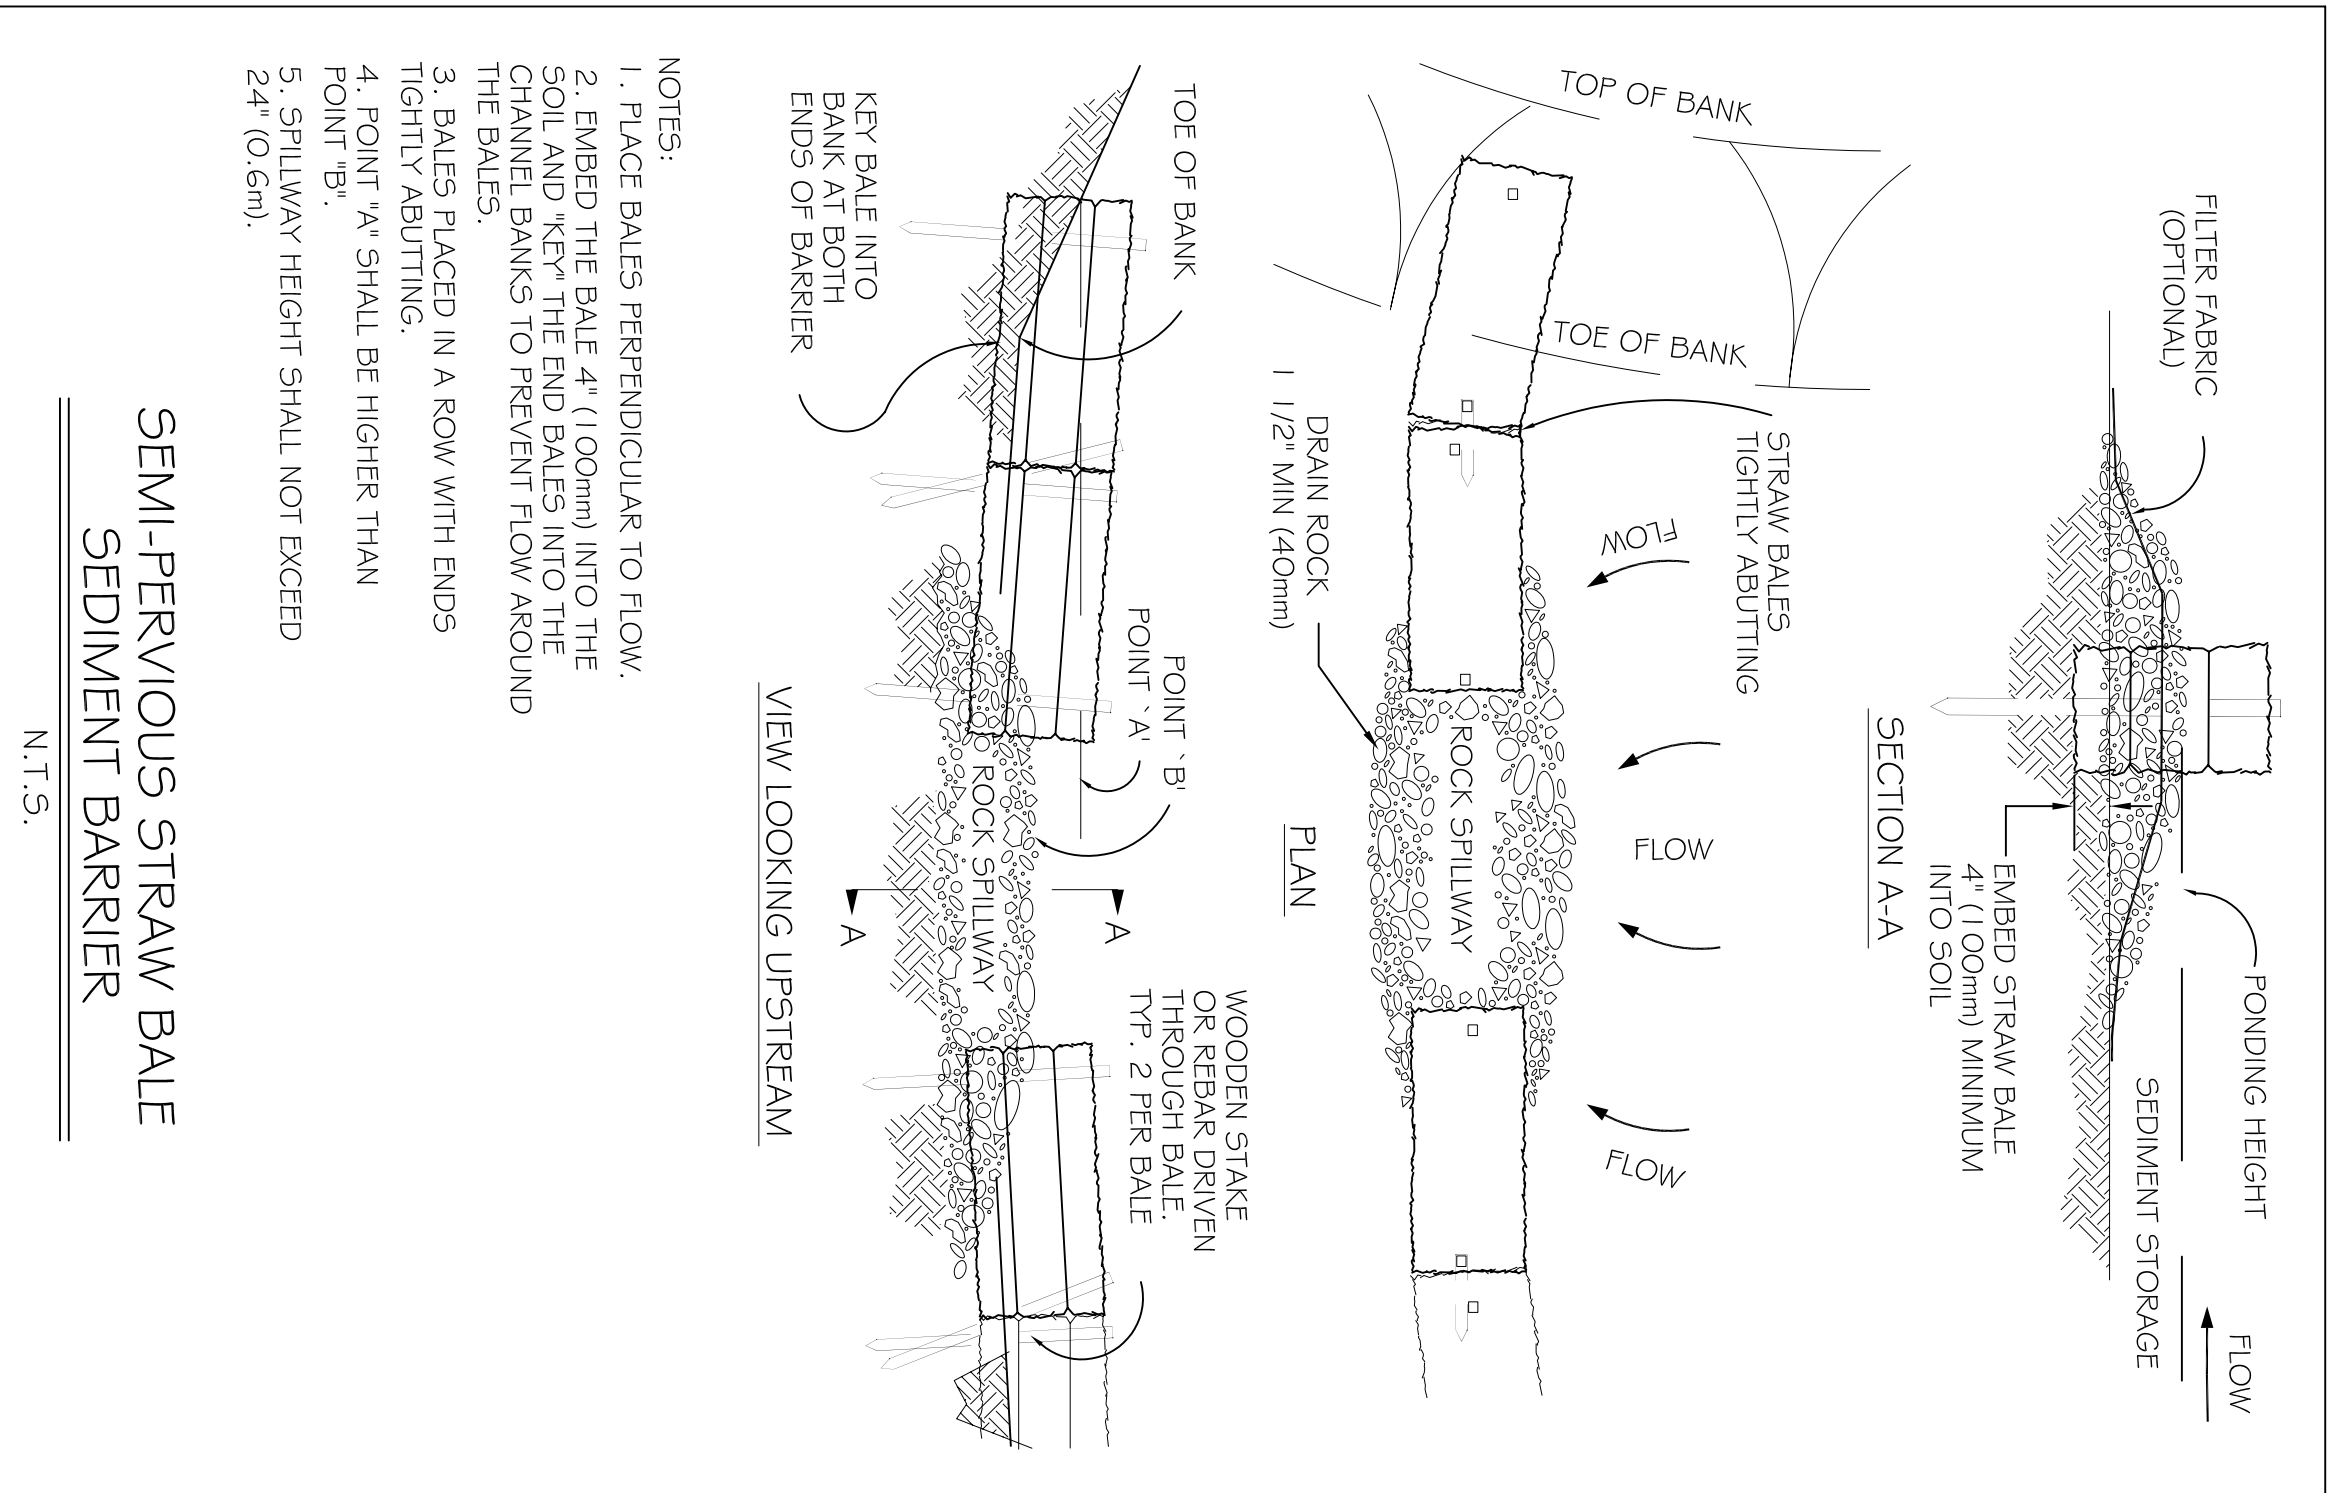 FLOW
PONDING HEIGHT
SEDIMENT STORAGE
FILTER FABRIC
(OPTIONAL)
EMBED STRAW BALE
4" (100mm) MINIMUM
INTO SOIL
SECTION A-A
TOP OF BANK
TOE OF BANK
STRAW BALES
TIGHTLY ABUTTING
FLOW
FLOW
FLOW
ROCK SPILLWAY
DRAIN ROCK
1 1/2" MIN (40mm)
PLAN
TOE OF BANK
POINT `B'
POINT `A'
WOODEN STAKE
OR REBAR DRIVEN
THROUGH BALE.
TYP. 2 PER BALE
A
ROCK SPILLWAY
A
KEY BALE INTO
BANK AT BOTH
ENDS OF BARRIER
VIEW LOOKING UPSTREAM
NOTES:
1. PLACE BALES PERPENDICULAR TO FLOW.
2. EMBED THE BALE 4" (100mm) INTO THE
SOIL AND "KEY" THE END BALES INTO THE
CHANNEL BANKS TO PREVENT FLOW AROUND
THE BALES.
3. BALES PLACED IN A ROW WITH ENDS
TIGHTLY ABUTTING.
4. POINT "A" SHALL BE HIGHER THAN
POINT "B".
5. SPILLWAY HEIGHT SHALL NOT EXCEED
24" (0.6m).
SEMI-PERVIOUS STRAW BALE
SEDIMENT BARRIER
N.T.S.